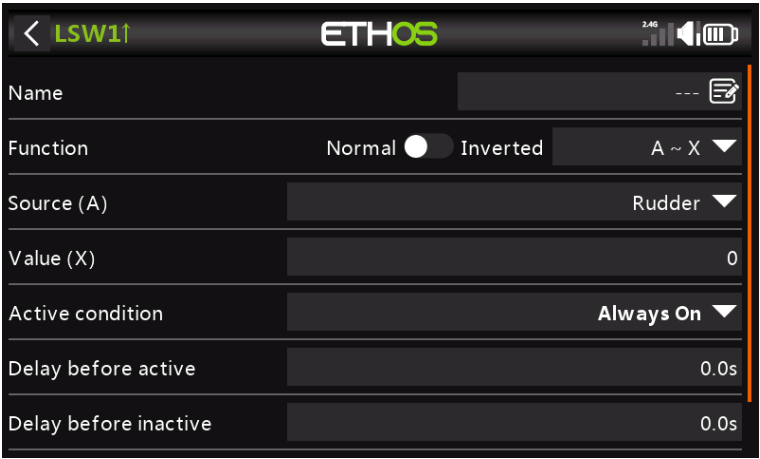 LSW1↑ ETHOS 2.4G
Name ---
Function Normal Inverted A ~ X
Source (A) Rudder
Value (X) 0
Active condition Always On
Delay before active 0.0s
Delay before inactive 0.0s